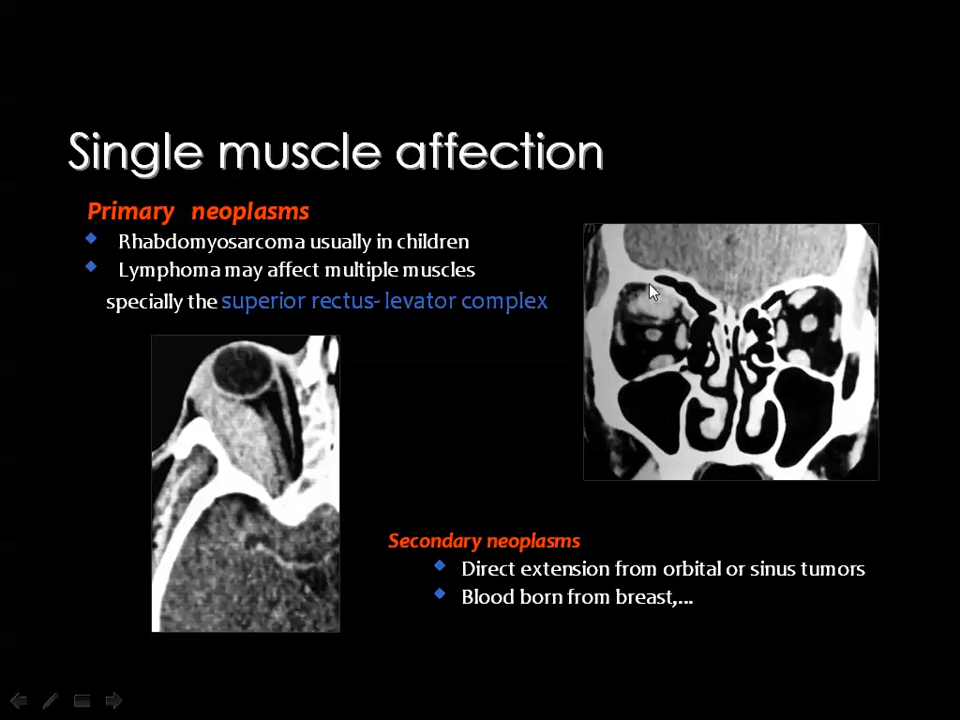 Single muscle affection
Primary neoplasms
Rhabdomyosarcoma usually in children
Lymphoma may affect multiple muscles
specially the superior rectus- levator complex
Secondary neoplasms
Direct extension from orbital or sinus tumors
Blood born from breast,...